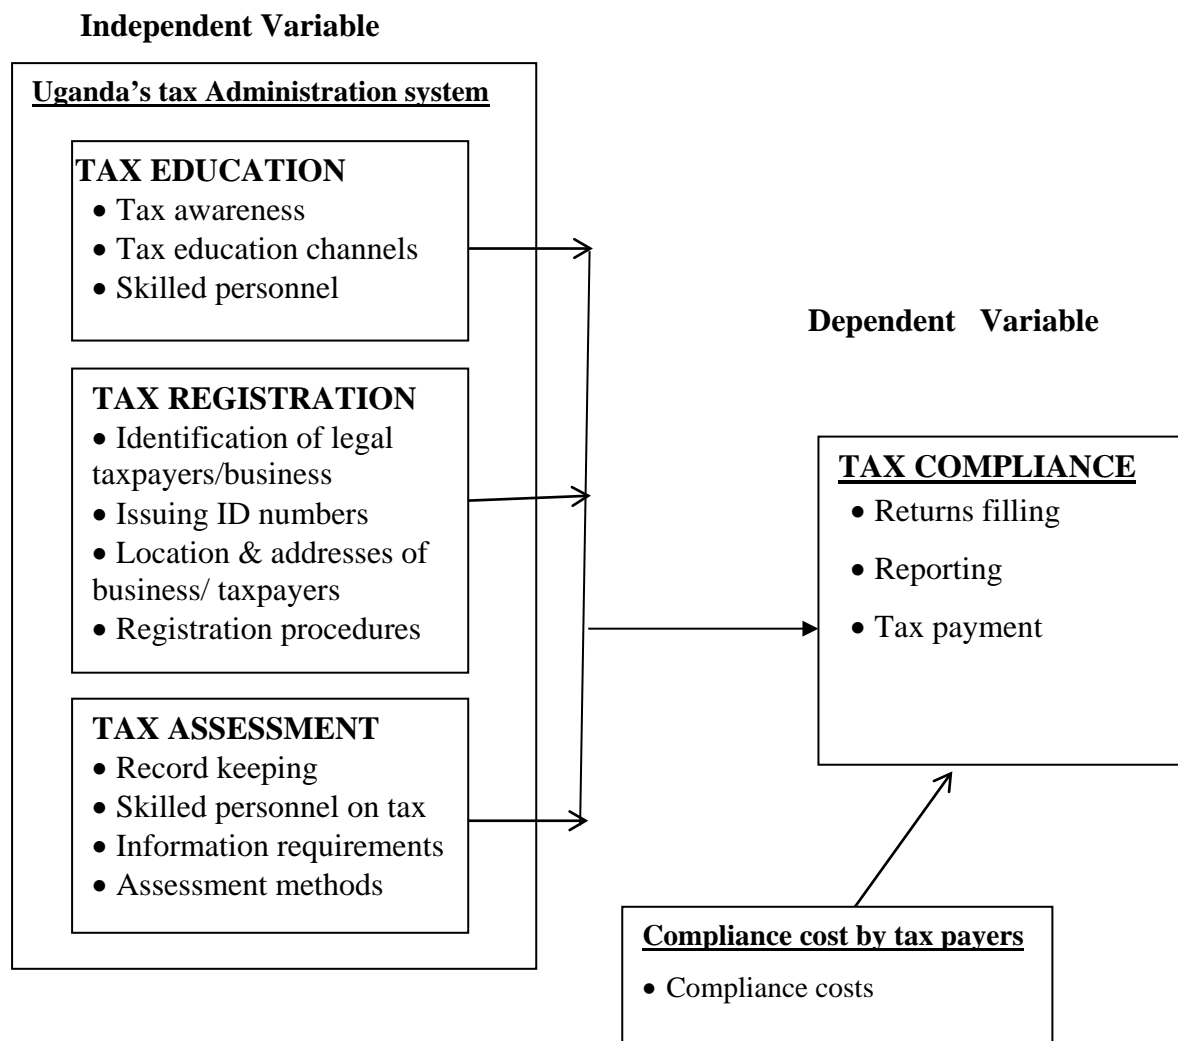 Independent Variable
Uganda’s tax Administration system
TAX EDUCATION
• Tax awareness
• Tax education channels
• Skilled personnel
TAX REGISTRATION
• Identification of legal
taxpayers/business
• Issuing ID numbers
• Location & addresses of
business/ taxpayers
• Registration procedures
TAX ASSESSMENT
• Record keeping
• Skilled personnel on tax
• Information requirements
• Assessment methods
Dependent Variable
TAX COMPLIANCE
• Returns filling
• Reporting
• Tax payment
Compliance cost by tax payers
• Compliance costs